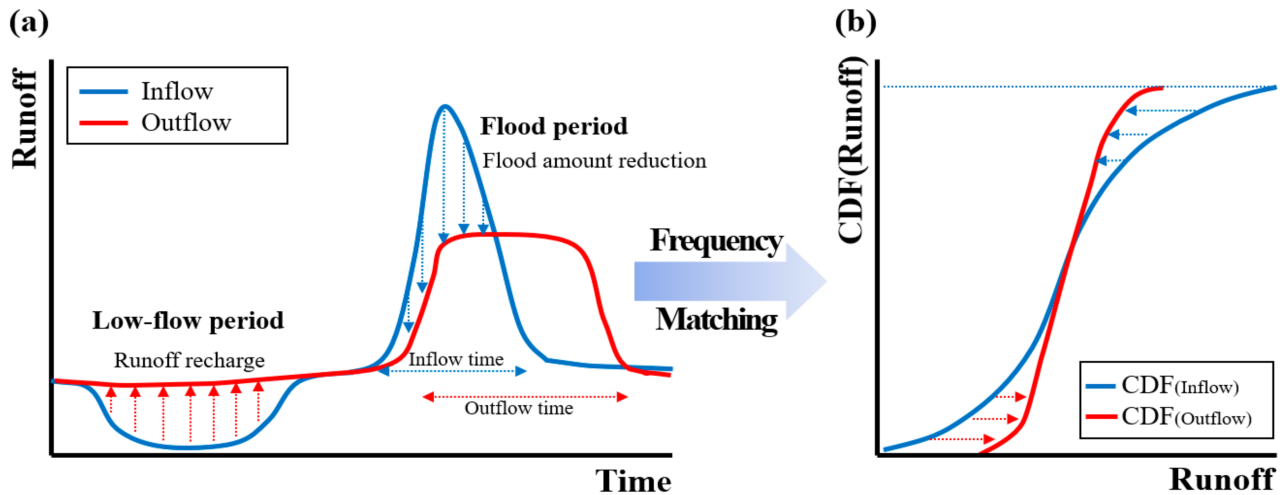 (a)
Runoff
Inflow
Outflow
Flood period
Flood amount reduction
Low-flow period
Runoff recharge
Inflow time
Outflow time
Time
Frequency
Matching
(b)
CDF(Runoff)
CDF(Inflow)
CDF(Outflow)
Runoff